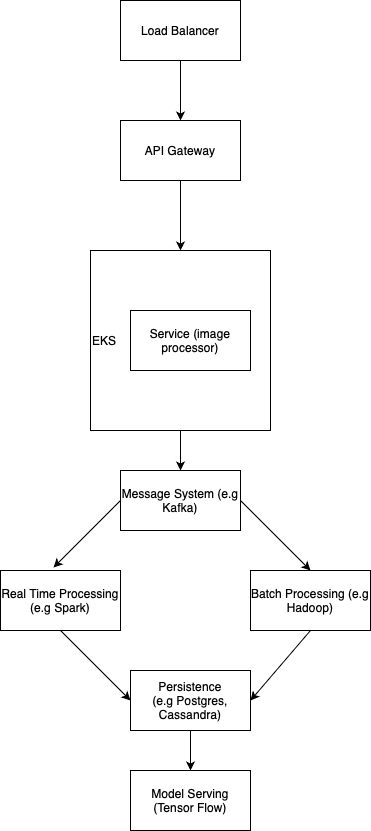 Load Balancer
API Gateway
EKS
Service (image
processor)
Message System (e.g
Kafka)
Real Time Processing
(e.g Spark)
Batch Processing (e.g
Hadoop)
Persistence
(e.g Postgres,
Cassandra)
Model Serving
(Tensor Flow)